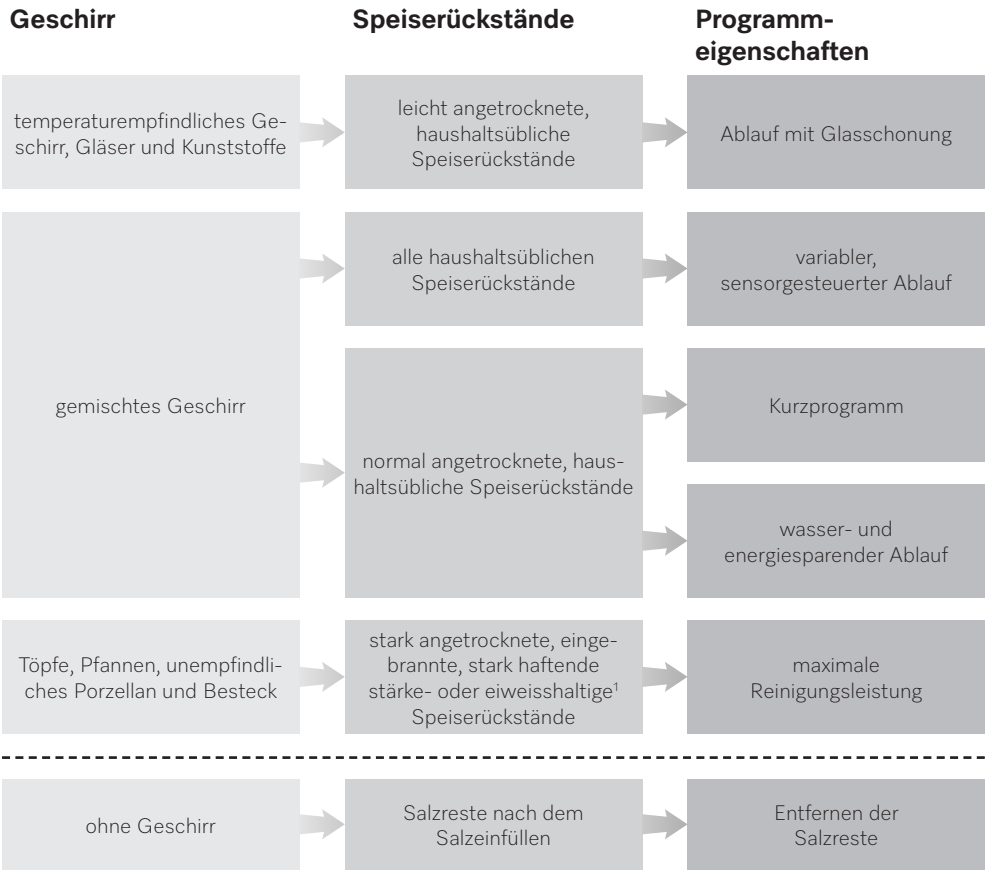 Geschirr
Speiserückstände
Programm-
eigenschaften
temperaturempfindliches Ge-
schirr, Gläser und Kunststoffe
leicht angetrocknete,
haushaltsübliche
Speiserückstände
Ablauf mit Glasschonung
gemischtes Geschirr
alle haushaltsüblichen
Speiserückstände
variabler,
sensorgesteuerter Ablauf
normal angetrocknete, haus-
haltsübliche Speiserückstände
Kurzprogramm
wasser- und
energiesparender Ablauf
Töpfe, Pfannen, unempfindli-
ches Porzellan und Besteck
stark angetrocknete, einge-
brannte, stark haftende
stärke- oder eiweisshaltige¹
Speiserückstände
maximale
Reinigungsleistung
ohne Geschirr
Salzreste nach dem
Salzeinfüllen
Entfernen der
Salzreste